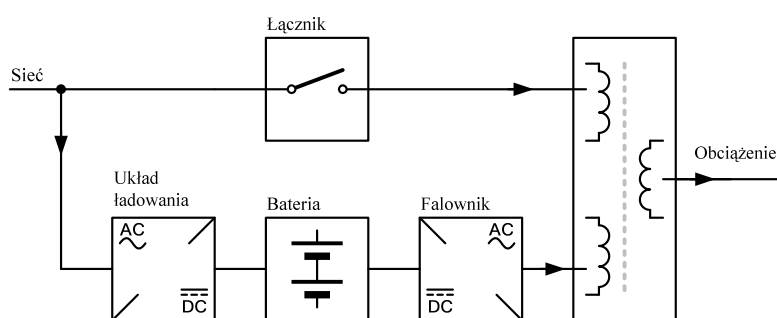 Łącznik
Sieć
Obciążenie
Układ
ładowania
Bateria
Falownik
AC
DC
AC
DC